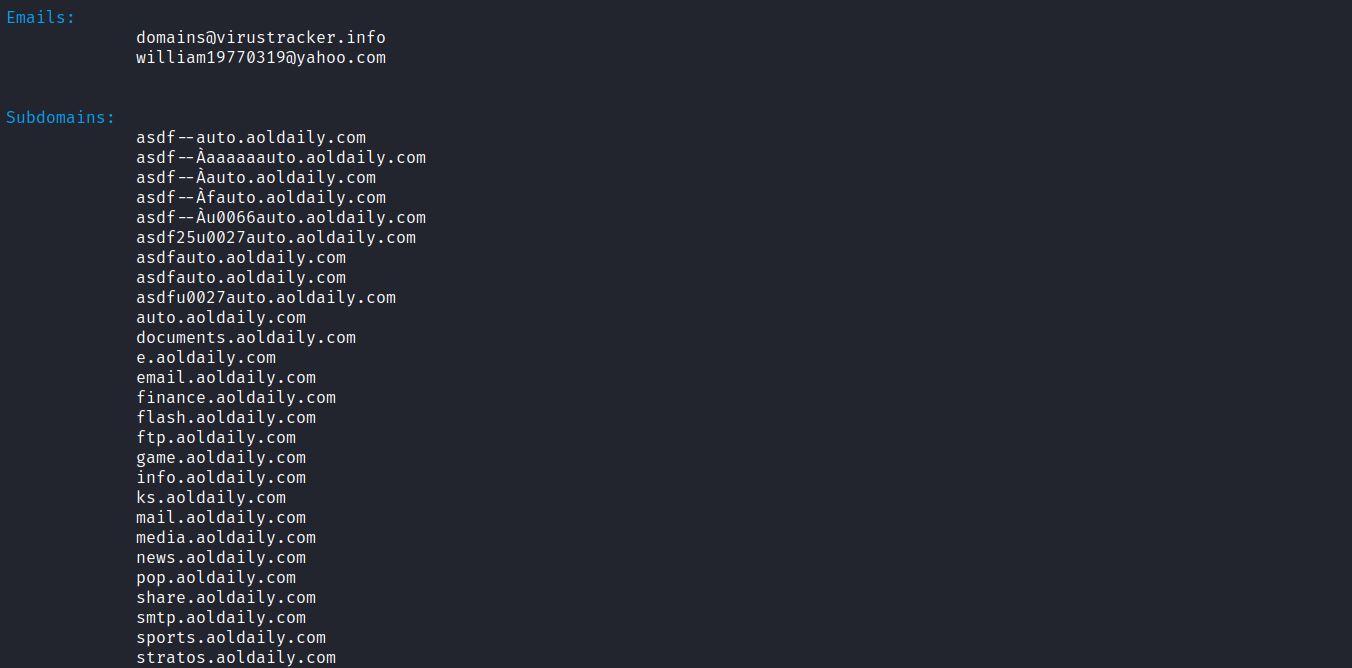 Emails:
domains@virustracker.info
william19770319@yahoo.com
Subdomains:
asdf--auto.aoldaily.com
asdf--Àaaaaaauto.aoldaily.com
asdf--Àauto.aoldaily.com
asdf--Àfauto.aoldaily.com
asdf--Àu0066auto.aoldaily.com
asdf25u0027auto.aoldaily.com
asdfauto.aoldaily.com
asdfauto.aoldaily.com
asdfu0027auto.aoldaily.com
auto.aoldaily.com
documents.aoldaily.com
e.aoldaily.com
email.aoldaily.com
finance.aoldaily.com
flash.aoldaily.com
ftp.aoldaily.com
game.aoldaily.com
info.aoldaily.com
ks.aoldaily.com
mail.aoldaily.com
media.aoldaily.com
news.aoldaily.com
pop.aoldaily.com
share.aoldaily.com
smtp.aoldaily.com
sports.aoldaily.com
stratos.aoldaily.com